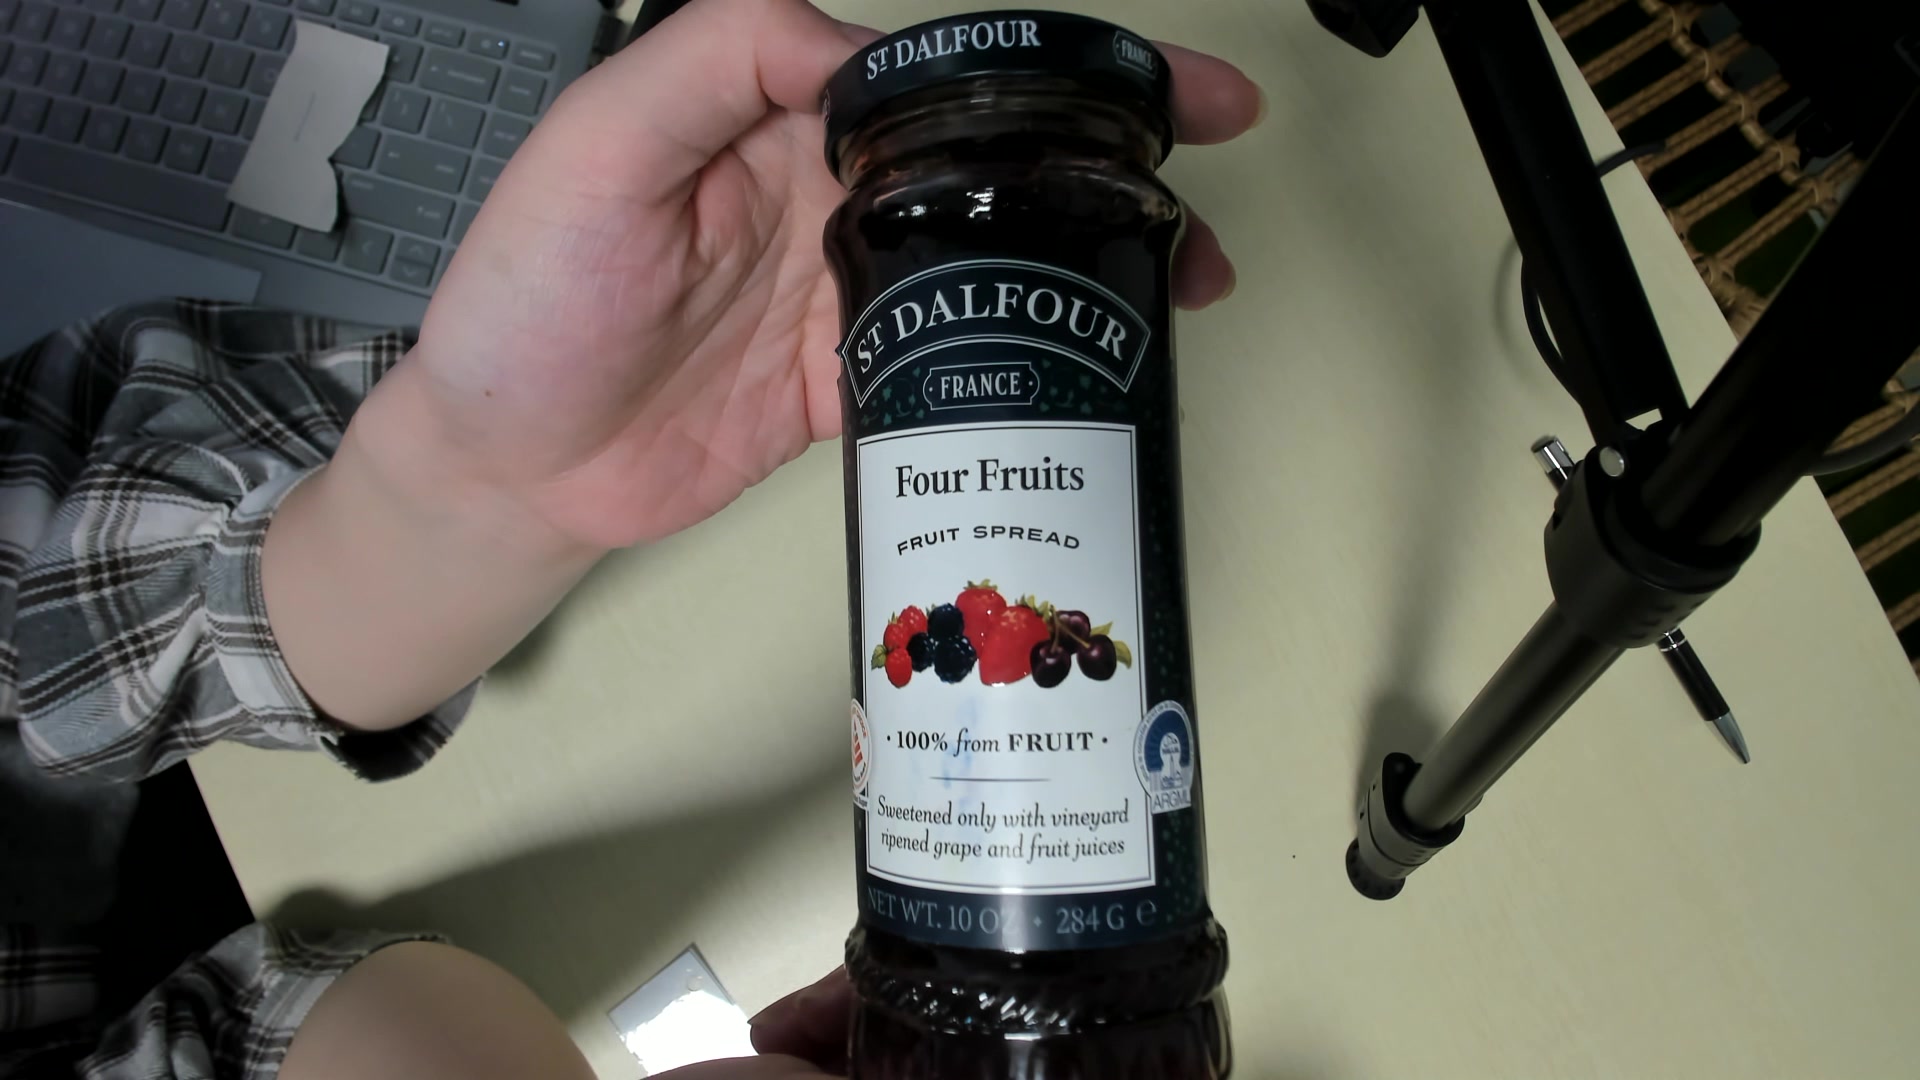 ST DALFOUR
FRANCE
ST DALFOUR
FRANCE
Four Fruits
FRUIT SPREAD
· 100% from FRUIT ·
Sweetened only with vineyard
ripened grape and fruit juices
ARGML
NET WT. 10 OZ · 284 G ℮